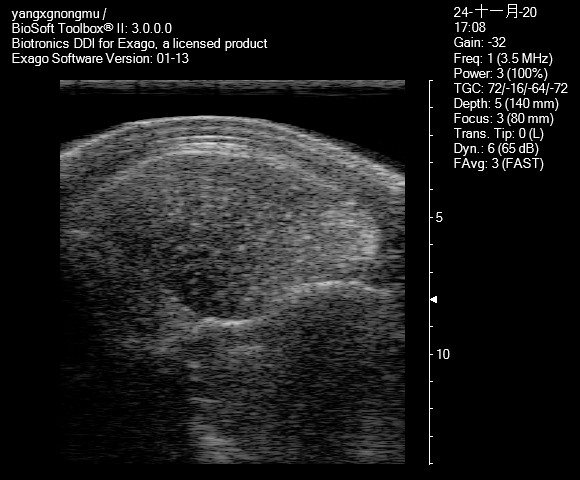 yangxgnongmu /
BioSoft Toolbox® II: 3.0.0.0
Biotronics DDI for Exago, a licensed product
Exago Software Version: 01-13
24-十一月-20
17:08
Gain: -32
Freq: 1 (3.5 MHz)
Power: 3 (100%)
TGC: 72/-16/-64/-72
Depth: 5 (140 mm)
Focus: 3 (80 mm)
Trans. Tip: 0 (L)
Dyn.: 6 (65 dB)
FAvg: 3 (FAST)
5
10